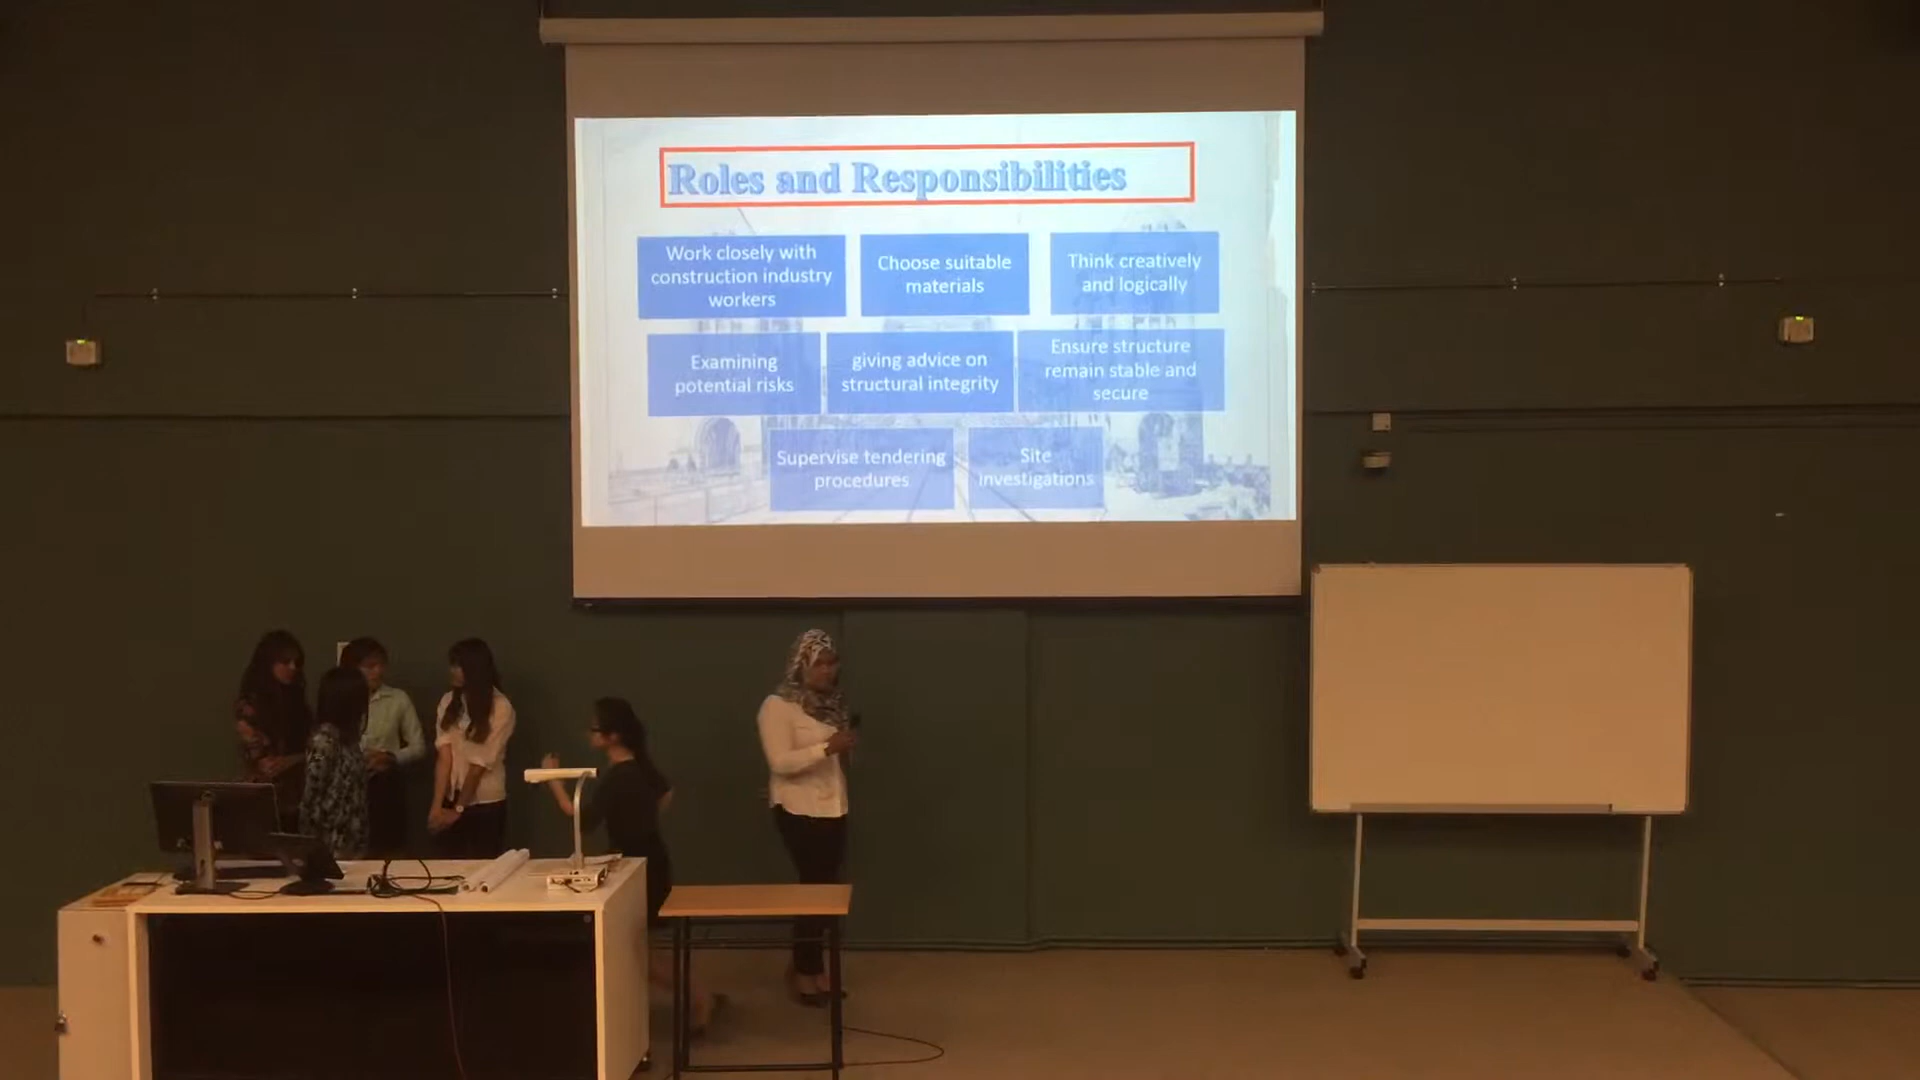 Roles and Responsibilities
Work closely with
construction industry
workers
Choose suitable
materials
Think creatively
and logically
Examining
potential risks
giving advice on
structural integrity
Ensure structure
remain stable and
secure
Supervise tendering
procedures
Site
investigations